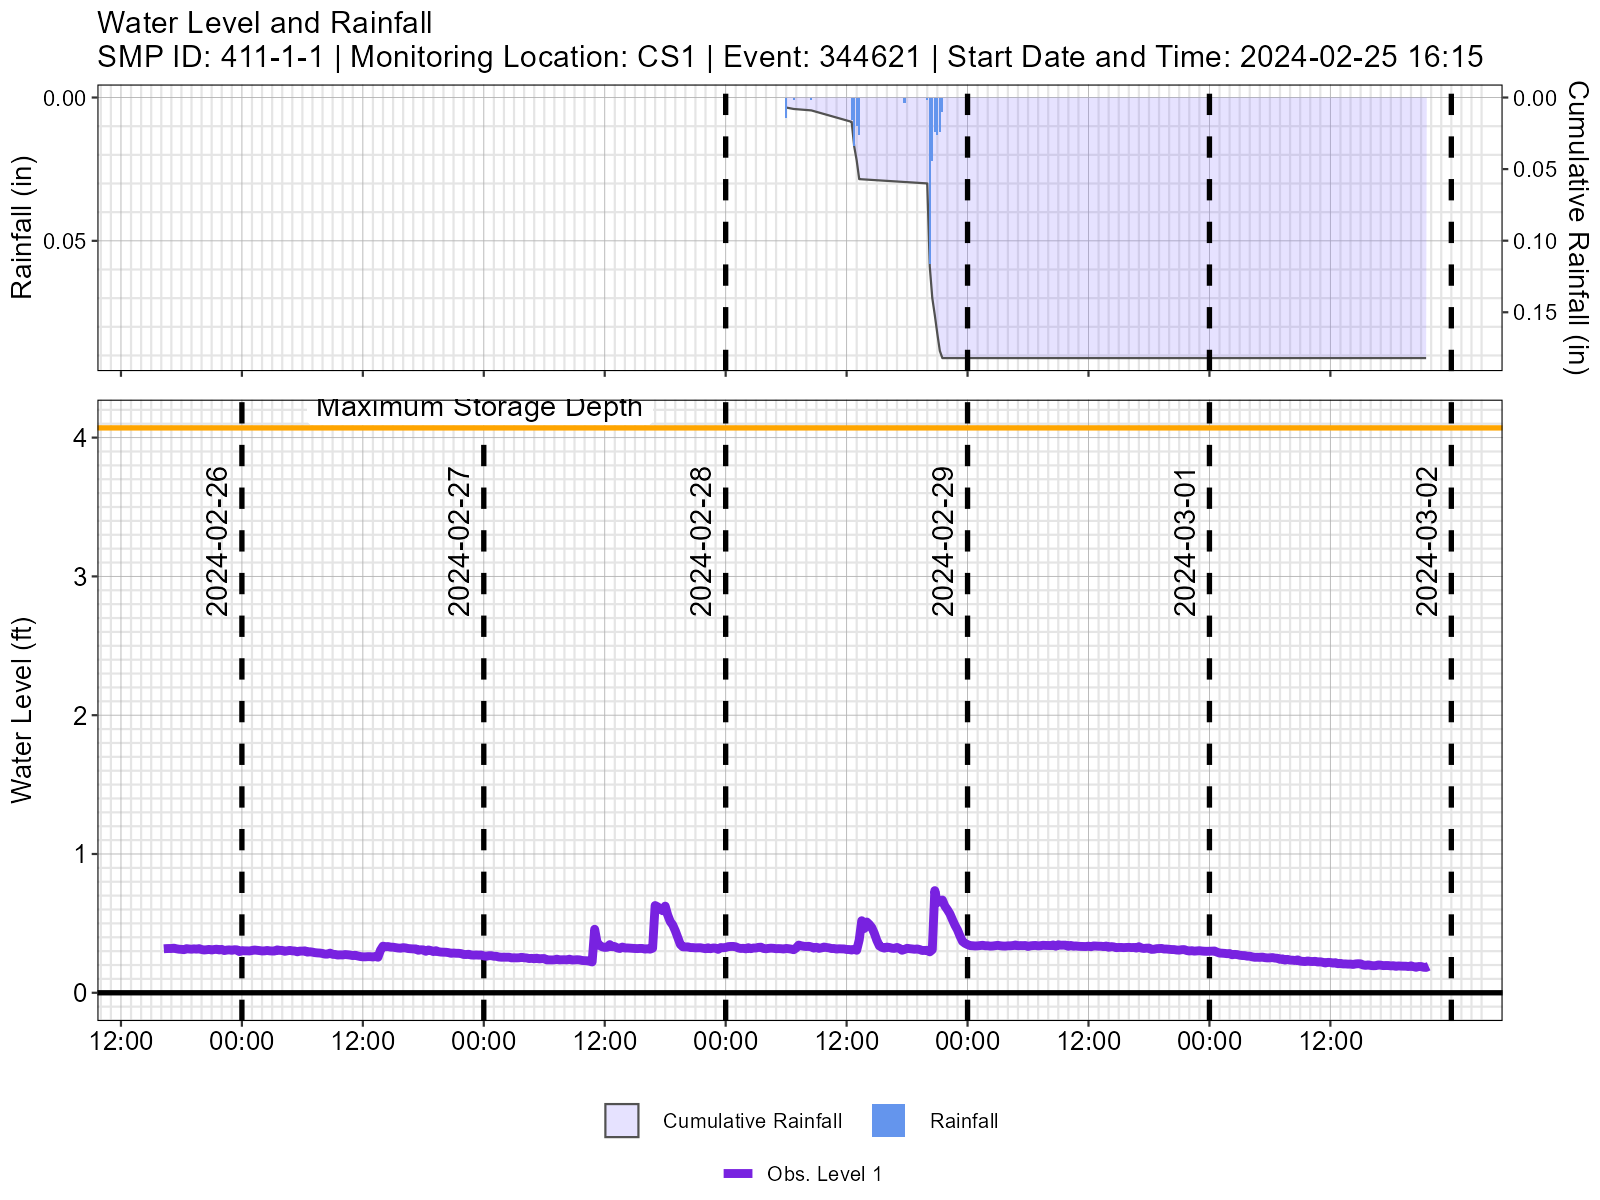 Water Level and Rainfall
SMP ID: 411-1-1 | Monitoring Location: CS1 | Event: 344621 | Start Date and Time: 2024-02-25 16:15
Rainfall (in)
0.00
0.05
0.00
0.05
0.10
0.15
Cumulative Rainfall (in)
Maximum Storage Depth
Water Level (ft)
4
3
2
1
0
2024-02-26
2024-02-27
2024-02-28
2024-02-29
2024-03-01
2024-03-02
12:00 00:00 12:00 00:00 12:00 00:00 12:00 00:00 12:00 00:00 12:00
Cumulative Rainfall Rainfall
Obs. Level 1